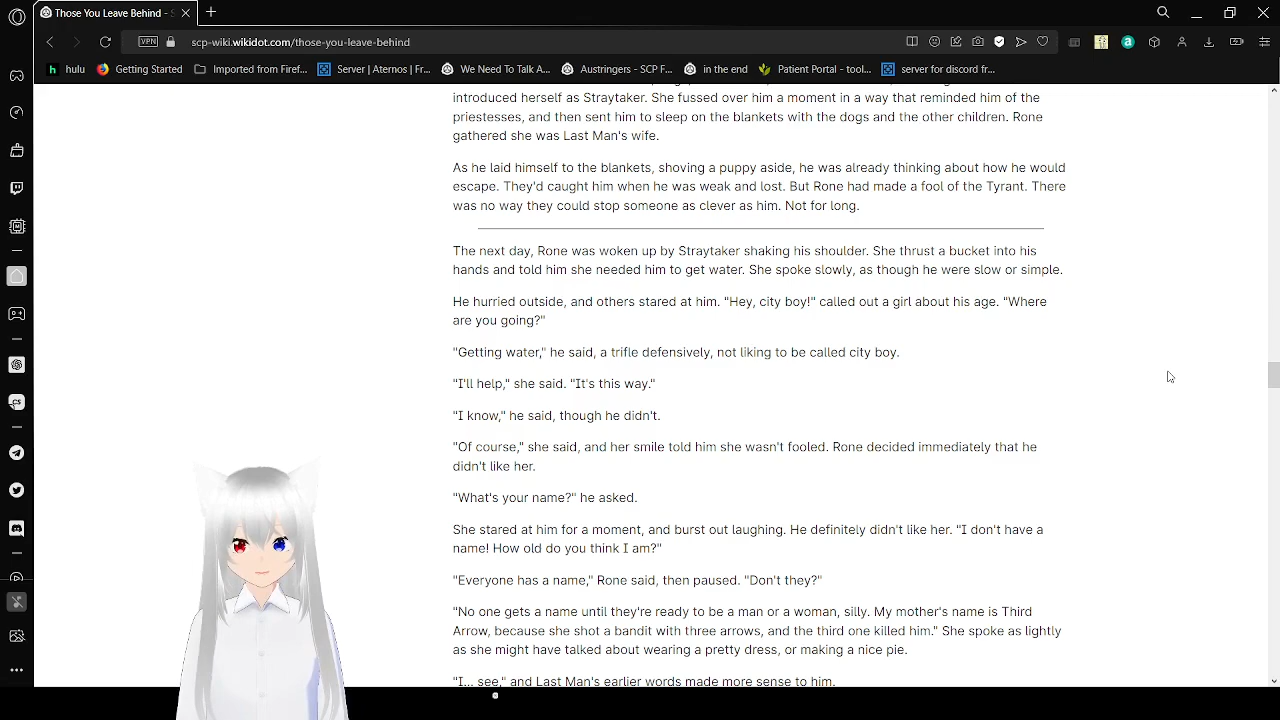 Those You Leave Behind - S
scp-wiki.wikidot.com/those-you-leave-behind
VPN
hulu
Getting Started
Imported from Firef...
Server | Aternos | Fr...
We Need To Talk A...
Austringers - SCP F...
in the end
Patient Portal - tool...
server for discord fr...
introduced herself as Straytaker. She fussed over him a moment in a way that reminded him of the
priestesses, and then sent him to sleep on the blankets with the dogs and the other children. Rone
gathered she was Last Man's wife.
As he laid himself to the blankets, shoving a puppy aside, he was already thinking about how he would
escape. They'd caught him when he was weak and lost. But Rone had made a fool of the Tyrant. There
was no way they could stop someone as clever as him. Not for long.
The next day, Rone was woken up by Straytaker shaking his shoulder. She thrust a bucket into his
hands and told him she needed him to get water. She spoke slowly, as though he were slow or simple.
He hurried outside, and others stared at him. "Hey, city boy!" called out a girl about his age. "Where
are you going?"
"Getting water," he said, a trifle defensively, not liking to be called city boy.
"I'll help," she said. "It's this way."
"I know," he said, though he didn't.
"Of course," she said, and her smile told him she wasn't fooled. Rone decided immediately that he
didn't like her.
"What's your name?" he asked.
She stared at him for a moment, and burst out laughing. He definitely didn't like her. "I don't have a
name! How old do you think I am?"
"Everyone has a name," Rone said, then paused. "Don't they?"
"No one gets a name until they're ready to be a man or a woman, silly. My mother's name is Third
Arrow, because she shot a bandit with three arrows, and the third one killed him." She spoke as lightly
as she might have talked about wearing a pretty dress, or making a nice pie.
"I... see," and Last Man's earlier words made more sense to him.